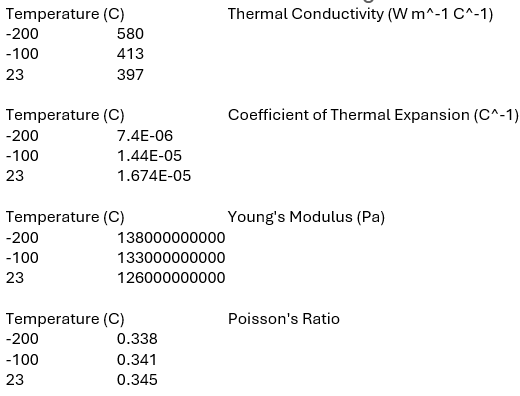 Temperature (C) Thermal Conductivity (W m^-1 C^-1)
-200 580
-100 413
23 397
Temperature (C) Coefficient of Thermal Expansion (C^-1)
-200 7.4E-06
-100 1.44E-05
23 1.674E-05
Temperature (C) Young's Modulus (Pa)
-200 138000000000
-100 133000000000
23 126000000000
Temperature (C) Poisson's Ratio
-200 0.338
-100 0.341
23 0.345